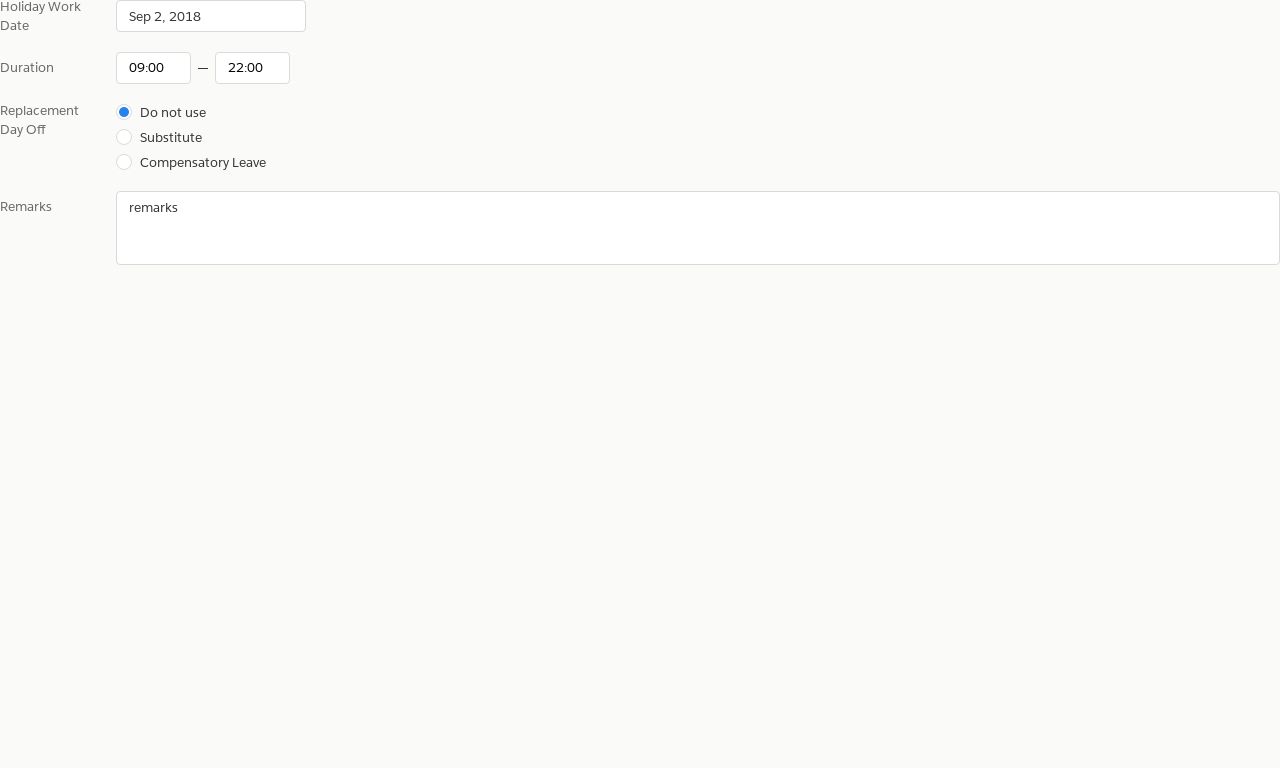 Holiday Work
Date
Sep 2, 2018
Duration
09:00 — 22:00
Replacement
Day Off
Do not use
Substitute
Compensatory Leave
Remarks
remarks